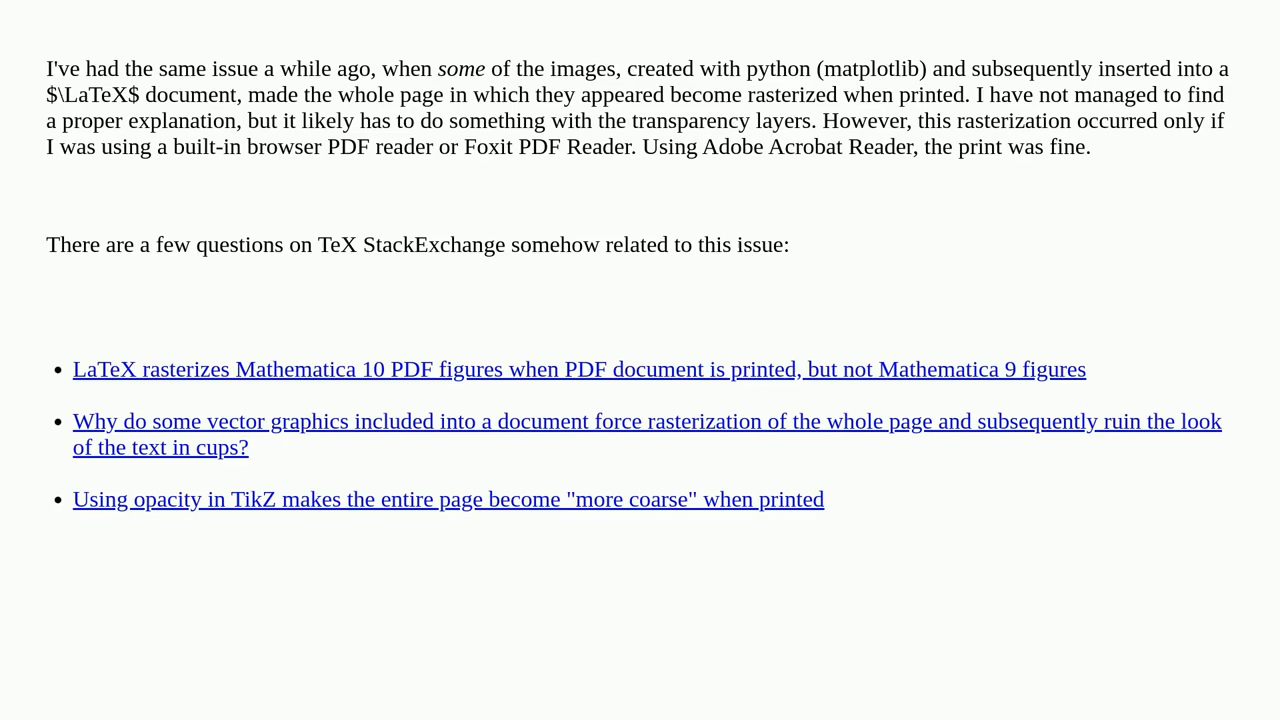 I've had the same issue a while ago, when some of the images, created with python (matplotlib) and subsequently inserted into a
$\LaTeX$ document, made the whole page in which they appeared become rasterized when printed. I have not managed to find
a proper explanation, but it likely has to do something with the transparency layers. However, this rasterization occurred only if
I was using a built-in browser PDF reader or Foxit PDF Reader. Using Adobe Acrobat Reader, the print was fine.
There are a few questions on TeX StackExchange somehow related to this issue:
• LaTeX rasterizes Mathematica 10 PDF figures when PDF document is printed, but not Mathematica 9 figures
• Why do some vector graphics included into a document force rasterization of the whole page and subsequently ruin the look
of the text in cups?
• Using opacity in TikZ makes the entire page become "more coarse" when printed